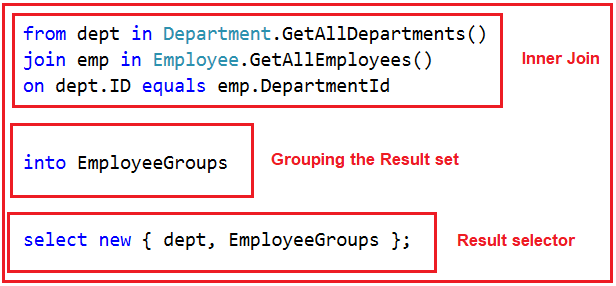 from dept in Department.GetAllDepartments()
join emp in Employee.GetAllEmployees()
on dept.ID equals emp.DepartmentId
Inner Join
into EmployeeGroups
Grouping the Result set
select new { dept, EmployeeGroups };
Result selector